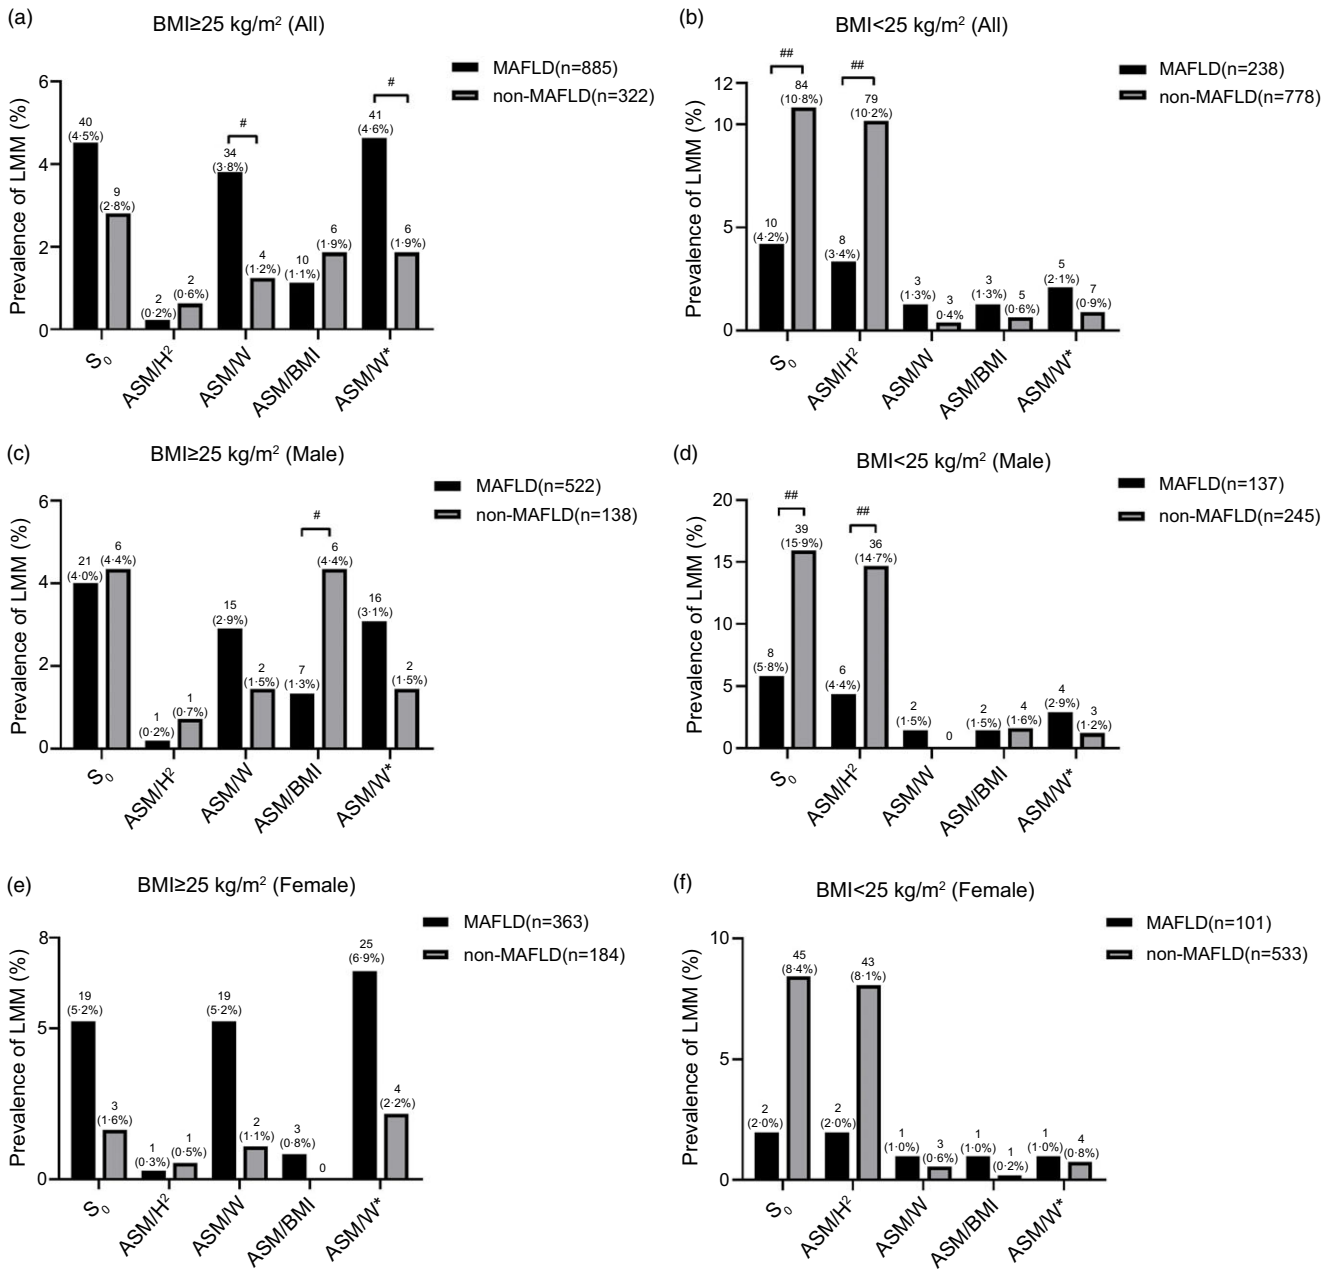 (a)
BMI≥25 kg/m² (All)
MAFLD(n=885)
non-MAFLD(n=322)
Prevalence of LMM (%)
6
4
2
0
40
(4·5%)
9
(2·8%)
2
(0·2%)
2
(0·6%)
#
34
(3·8%)
4
(1·2%)
10
(1·1%)
6
(1·9%)
#
41
(4·6%)
6
(1·9%)
S₀
ASM/H²
ASM/W
ASM/BMI
ASM/W*
(b)
BMI<25 kg/m² (All)
MAFLD(n=238)
non-MAFLD(n=778)
Prevalence of LMM (%)
12
10
5
0
##
10
(4·2%)
84
(10·8%)
##
8
(3·4%)
79
(10·2%)
3
(1·3%)
3
0·4%)
3
(1·3%)
5
(0·6%)
5
(2·1%)
7
(0·9%)
S₀
ASM/H²
ASM/W
ASM/BMI
ASM/W*
(c)
BMI≥25 kg/m² (Male)
MAFLD(n=522)
non-MAFLD(n=138)
Prevalence of LMM (%)
6
4
2
0
21
(4·0%)
6
(4·4%)
1
(0·2%)
1
(0·7%)
15
(2·9%)
2
(1·5%)
#
7
(1·3%)
6
(4·4%)
16
(3·1%)
2
(1·5%)
S₀
ASM/H²
ASM/W
ASM/BMI
ASM/W*
(d)
BMI<25 kg/m² (Male)
MAFLD(n=137)
non-MAFLD(n=245)
Prevalence of LMM (%)
20
15
10
5
0
##
8
(5·8%)
39
(15·9%)
##
6
(4·4%)
36
(14·7%)
2
(1·5%)
0
2
(1·5%)
4
(1·6%)
4
(2·9%)
3
(1·2%)
S₀
ASM/H²
ASM/W
ASM/BMI
ASM/W*
(e)
BMI≥25 kg/m² (Female)
MAFLD(n=363)
non-MAFLD(n=184)
Prevalence of LMM (%)
8
5
0
19
(5·2%)
3
(1·6%)
1
(0·3%)
1
(0·5%)
19
(5·2%)
2
(1·1%)
3
(0·8%)
0
25
(6·9%)
4
(2·2%)
S₀
ASM/H²
ASM/W
ASM/BMI
ASM/W*
(f)
BMI<25 kg/m² (Female)
MAFLD(n=101)
non-MAFLD(n=533)
Prevalence of LMM (%)
10
5
0
2
(2·0%)
45
(8·4%)
2
(2·0%)
43
(8·1%)
1
(1·0%)
3
(0·6%)
1
(1·0%)
1
(0·2%)
1
(1·0%)
4
(0·8%)
S₀
ASM/H²
ASM/W
ASM/BMI
ASM/W*